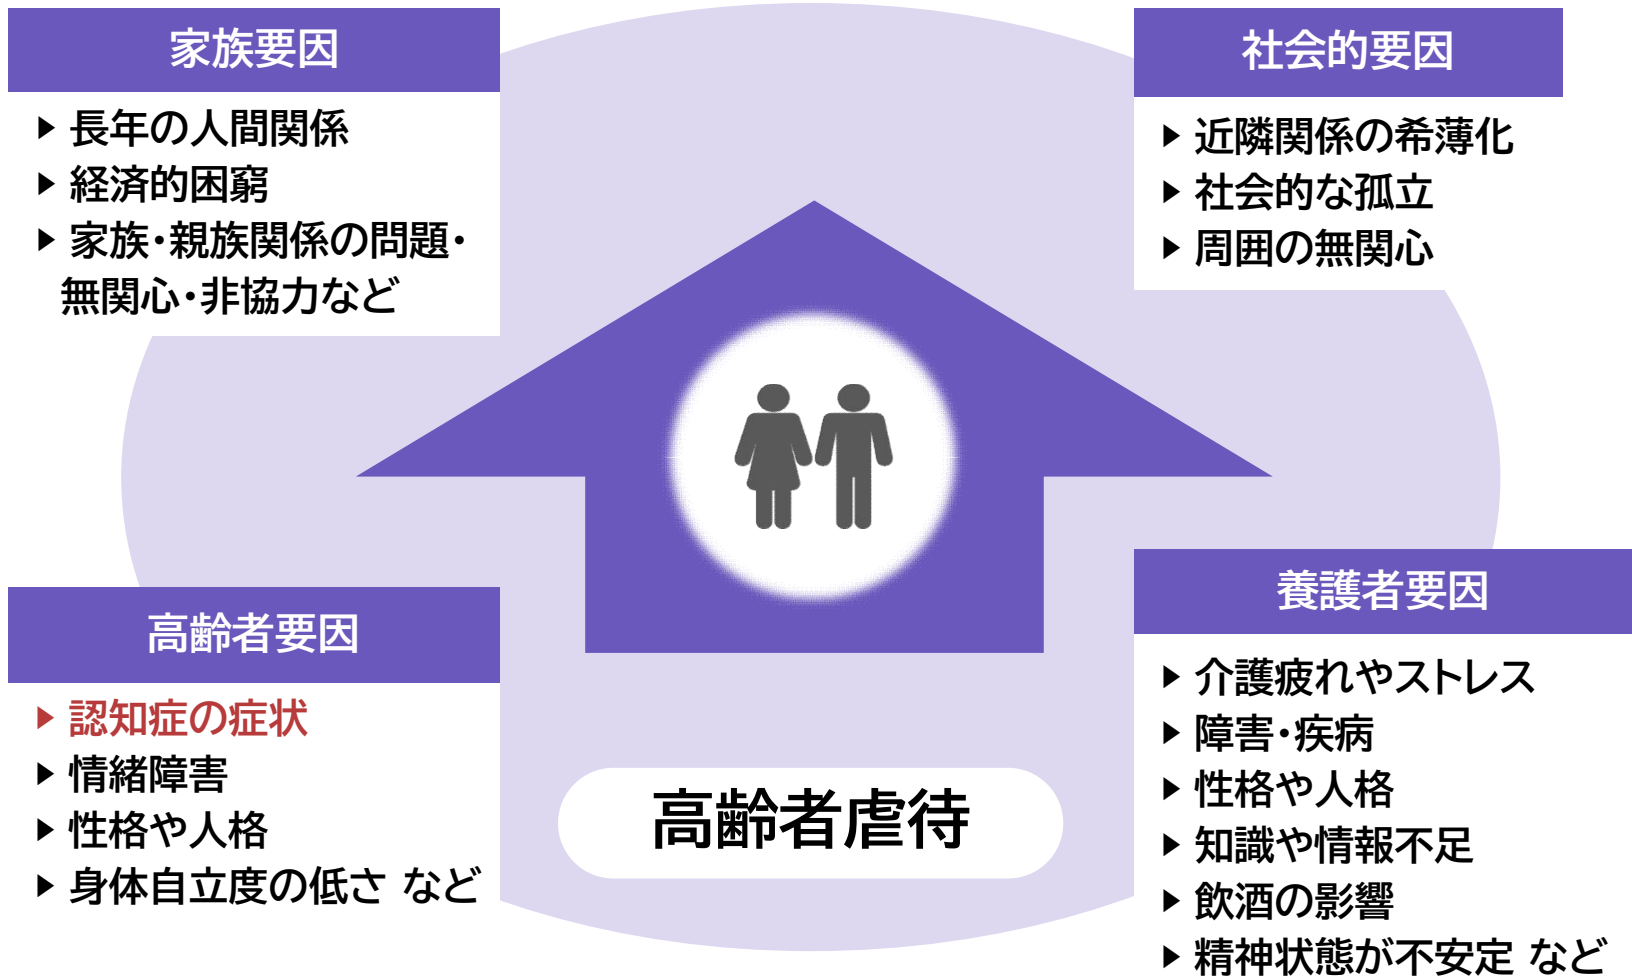 家族要因
▶ 長年の人間関係
▶ 経済的困窮
▶ 家族・親族関係の問題・
無関心・非協力など
社会的要因
▶ 近隣関係の希薄化
▶ 社会的な孤立
▶ 周囲の無関心
高齢者要因
▶ 認知症の症状
▶ 情緒障害
▶ 性格や人格
▶ 身体自立度の低さ など
養護者要因
▶ 介護疲れやストレス
▶ 障害・疾病
▶ 性格や人格
▶ 知識や情報不足
▶ 飲酒の影響
▶ 精神状態が不安定 など
高齢者虐待